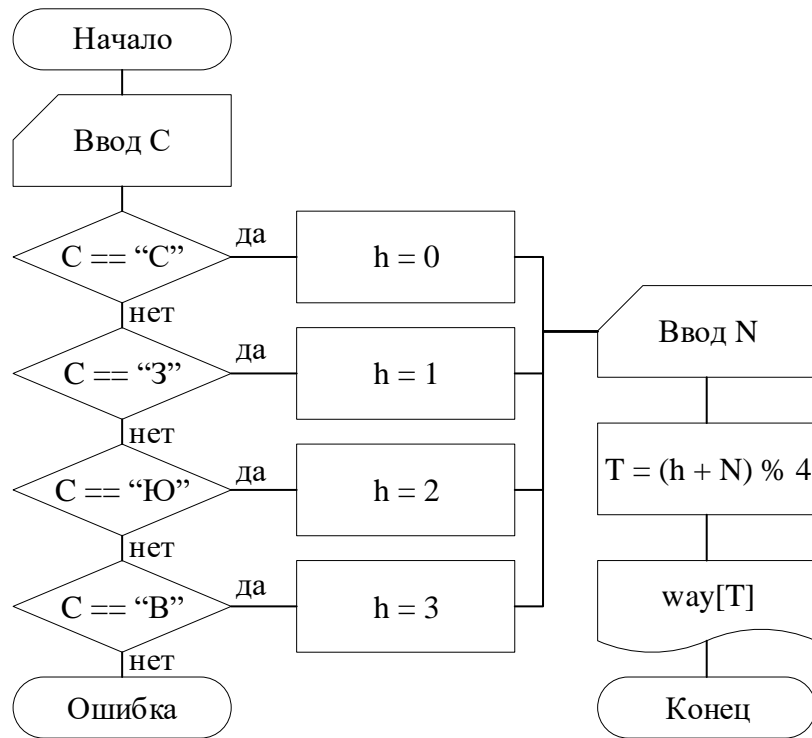 Начало
Ввод C
C == “С”
да
h = 0
нет
C == “З”
да
h = 1
нет
C == “Ю”
да
h = 2
нет
C == “В”
да
h = 3
нет
Ошибка
Ввод N
T = (h + N) % 4
way[T]
Конец